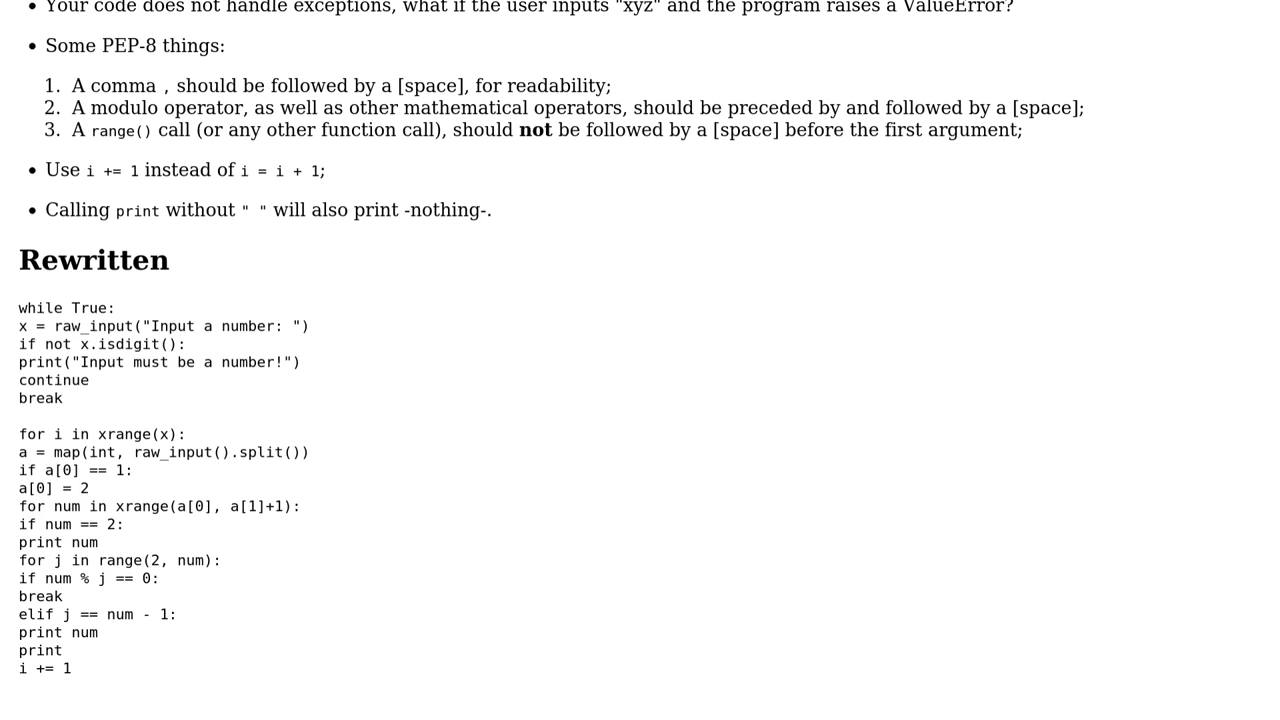 • Your code does not handle exceptions, what if the user inputs "xyz" and the program raises a ValueError?
• Some PEP-8 things:
1. A comma , should be followed by a [space], for readability;
2. A modulo operator, as well as other mathematical operators, should be preceded by and followed by a [space];
3. A range() call (or any other function call), should not be followed by a [space] before the first argument;
• Use i += 1 instead of i = i + 1;
• Calling print without " " will also print -nothing-.
Rewritten
while True:
x = raw_input("Input a number: ")
if not x.isdigit():
print("Input must be a number!")
continue
break
for i in xrange(x):
a = map(int, raw_input().split())
if a[0] == 1:
a[0] = 2
for num in xrange(a[0], a[1]+1):
if num == 2:
print num
for j in range(2, num):
if num % j == 0:
break
elif j == num - 1:
print num
print
i += 1